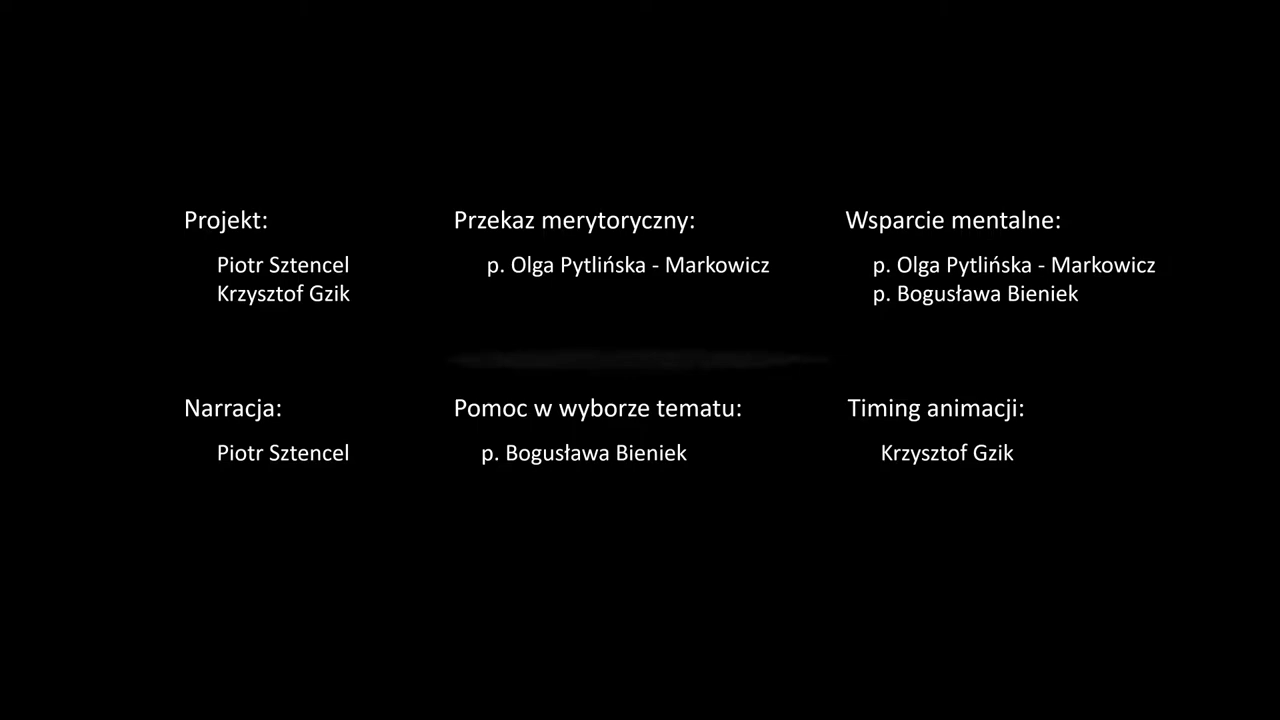 Projekt:
Piotr Sztencel
Krzysztof Gzik
Przekaz merytoryczny:
p. Olga Pytlińska - Markowicz
Wsparcie mentalne:
p. Olga Pytlińska - Markowicz
p. Bogusława Bieniek
Narracja:
Piotr Sztencel
Pomoc w wyborze tematu:
p. Bogusława Bieniek
Timing animacji:
Krzysztof Gzik